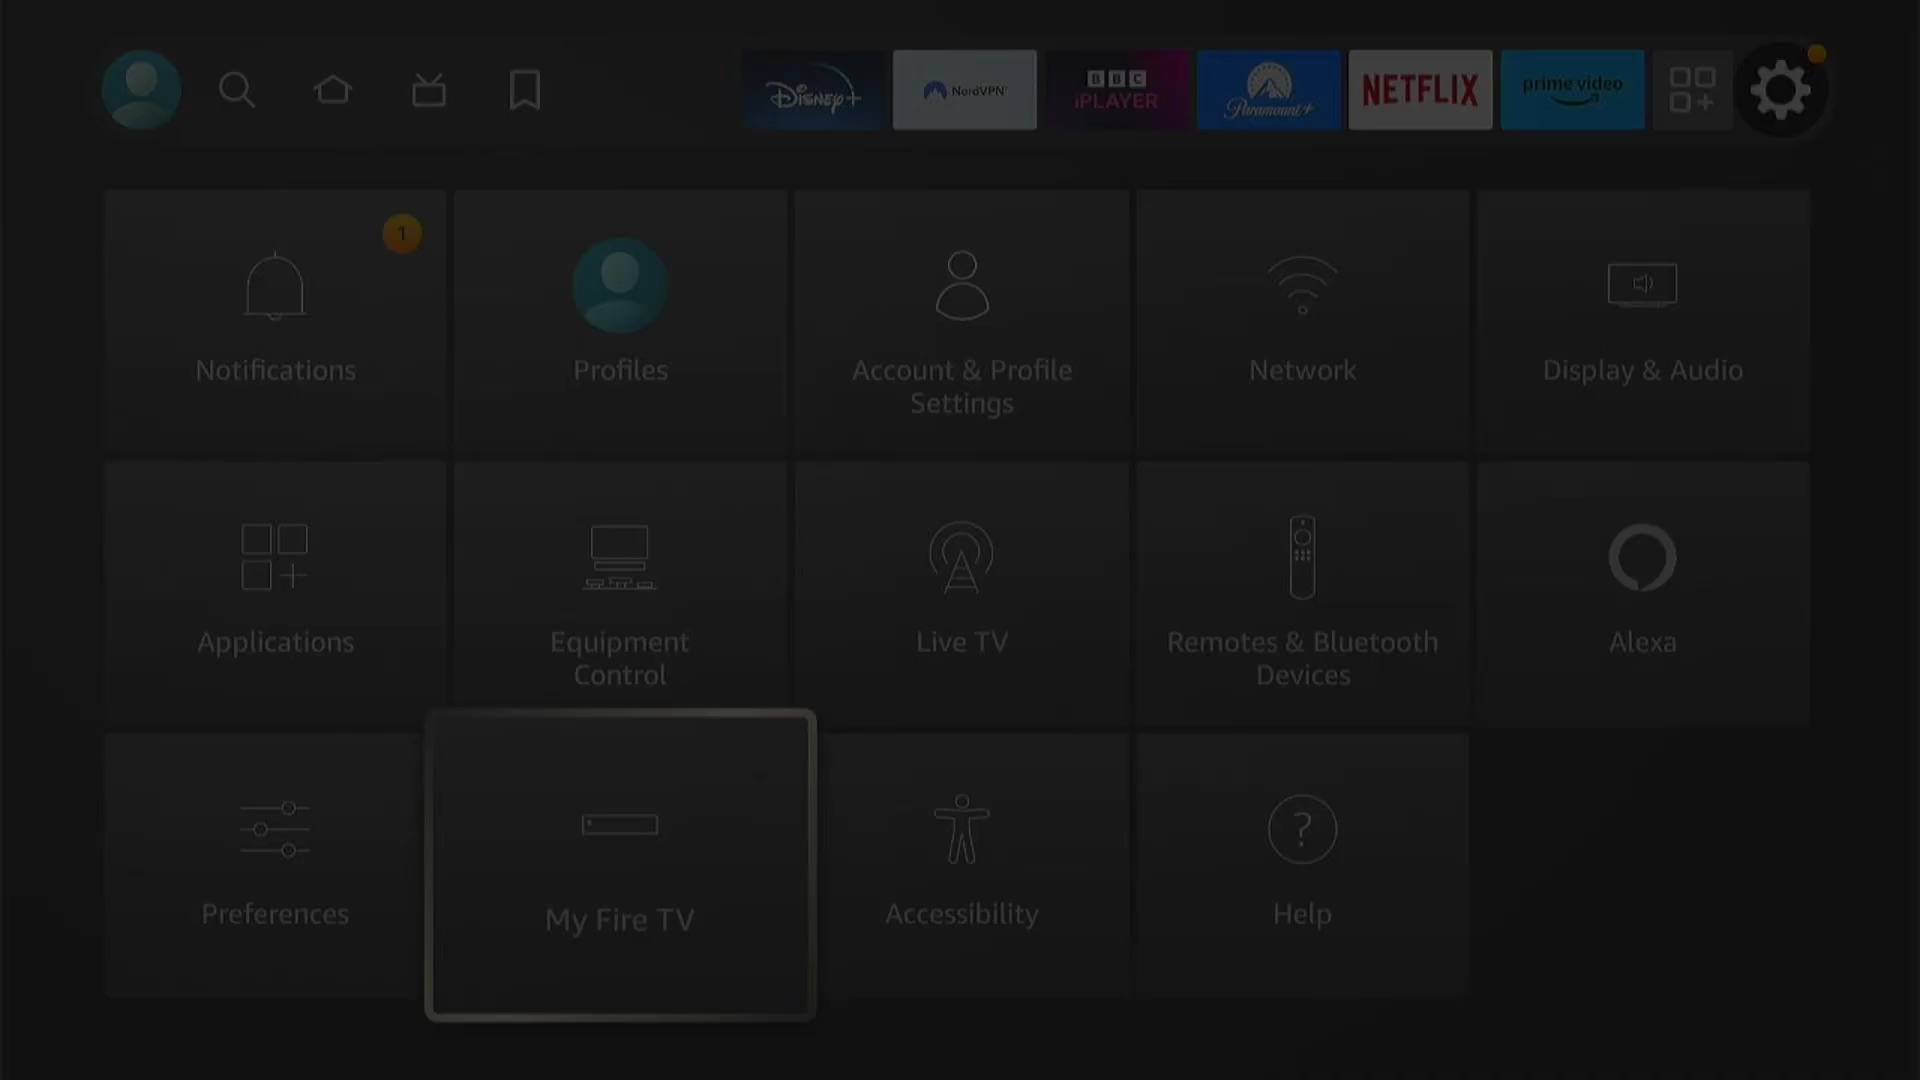 Disney+
NordVPN
BBC
iPLAYER
Paramount+
NETFLIX
prime video
1
Notifications
Profiles
Account & Profile
Settings
Network
Display & Audio
Applications
Equipment
Control
Live TV
Remotes & Bluetooth
Devices
Alexa
Preferences
My Fire TV
Accessibility
?
Help